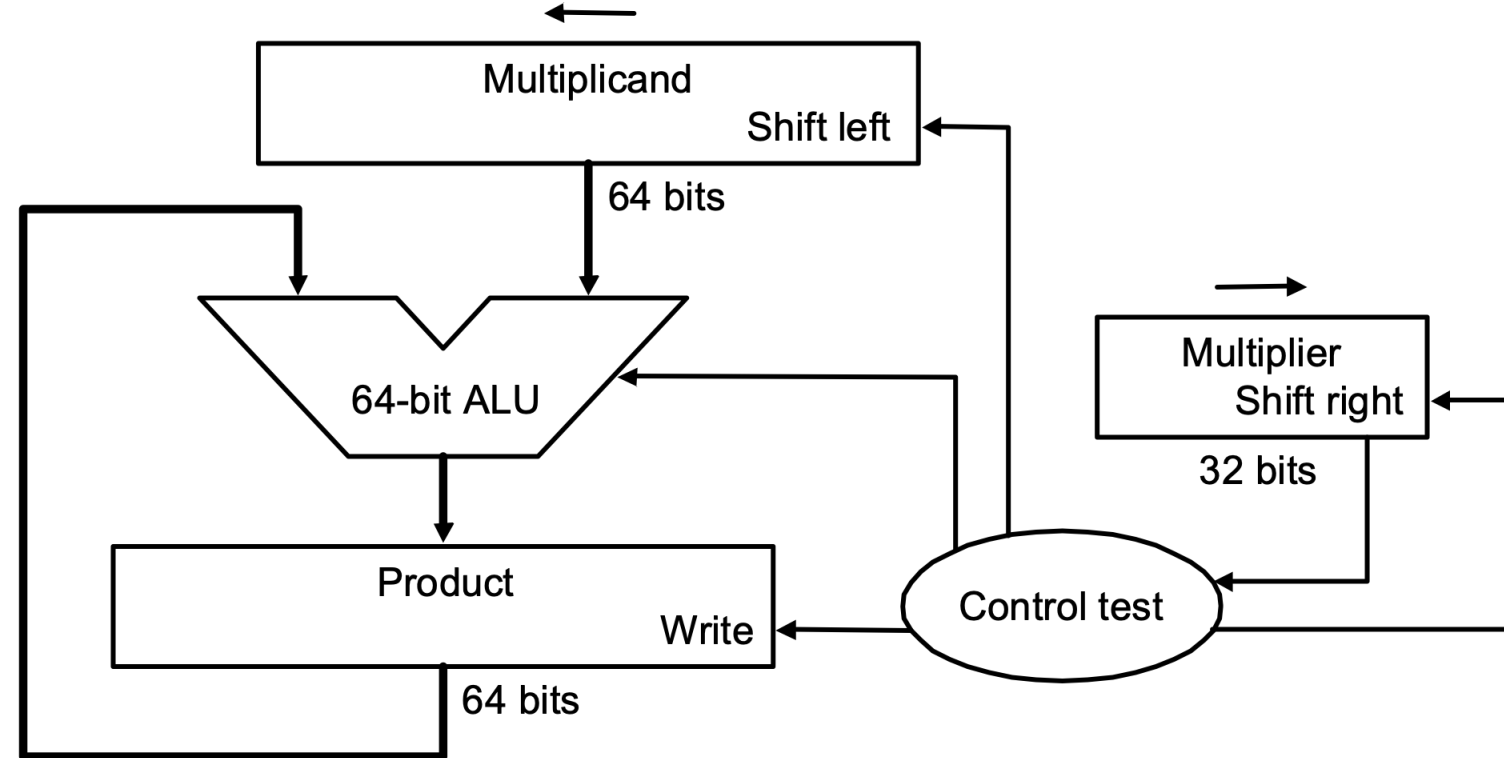 Multiplicand
Shift left
64 bits
Multiplier
Shift right
64-bit ALU
32 bits
Product
Control test
Write
64 bits